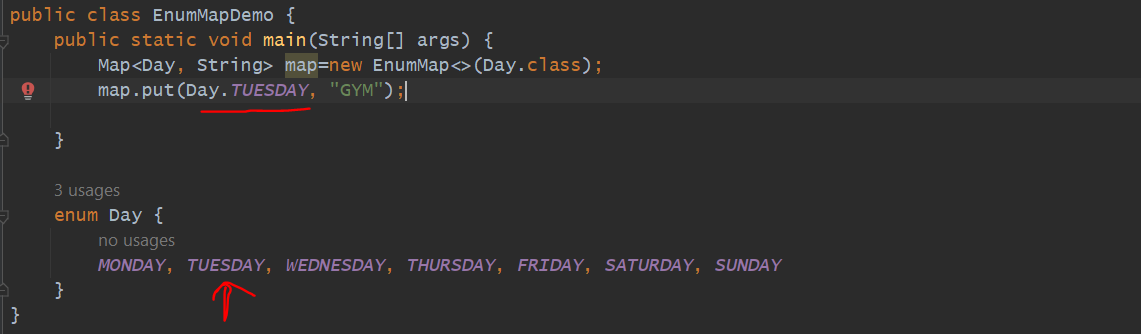 public class EnumMapDemo {
public static void main(String[] args) {
Map<Day, String> map=new EnumMap<>(Day.class);
map.put(Day.TUESDAY, "GYM");
}
3 usages
enum Day {
no usages
MONDAY, TUESDAY, WEDNESDAY, THURSDAY, FRIDAY, SATURDAY, SUNDAY
}
}